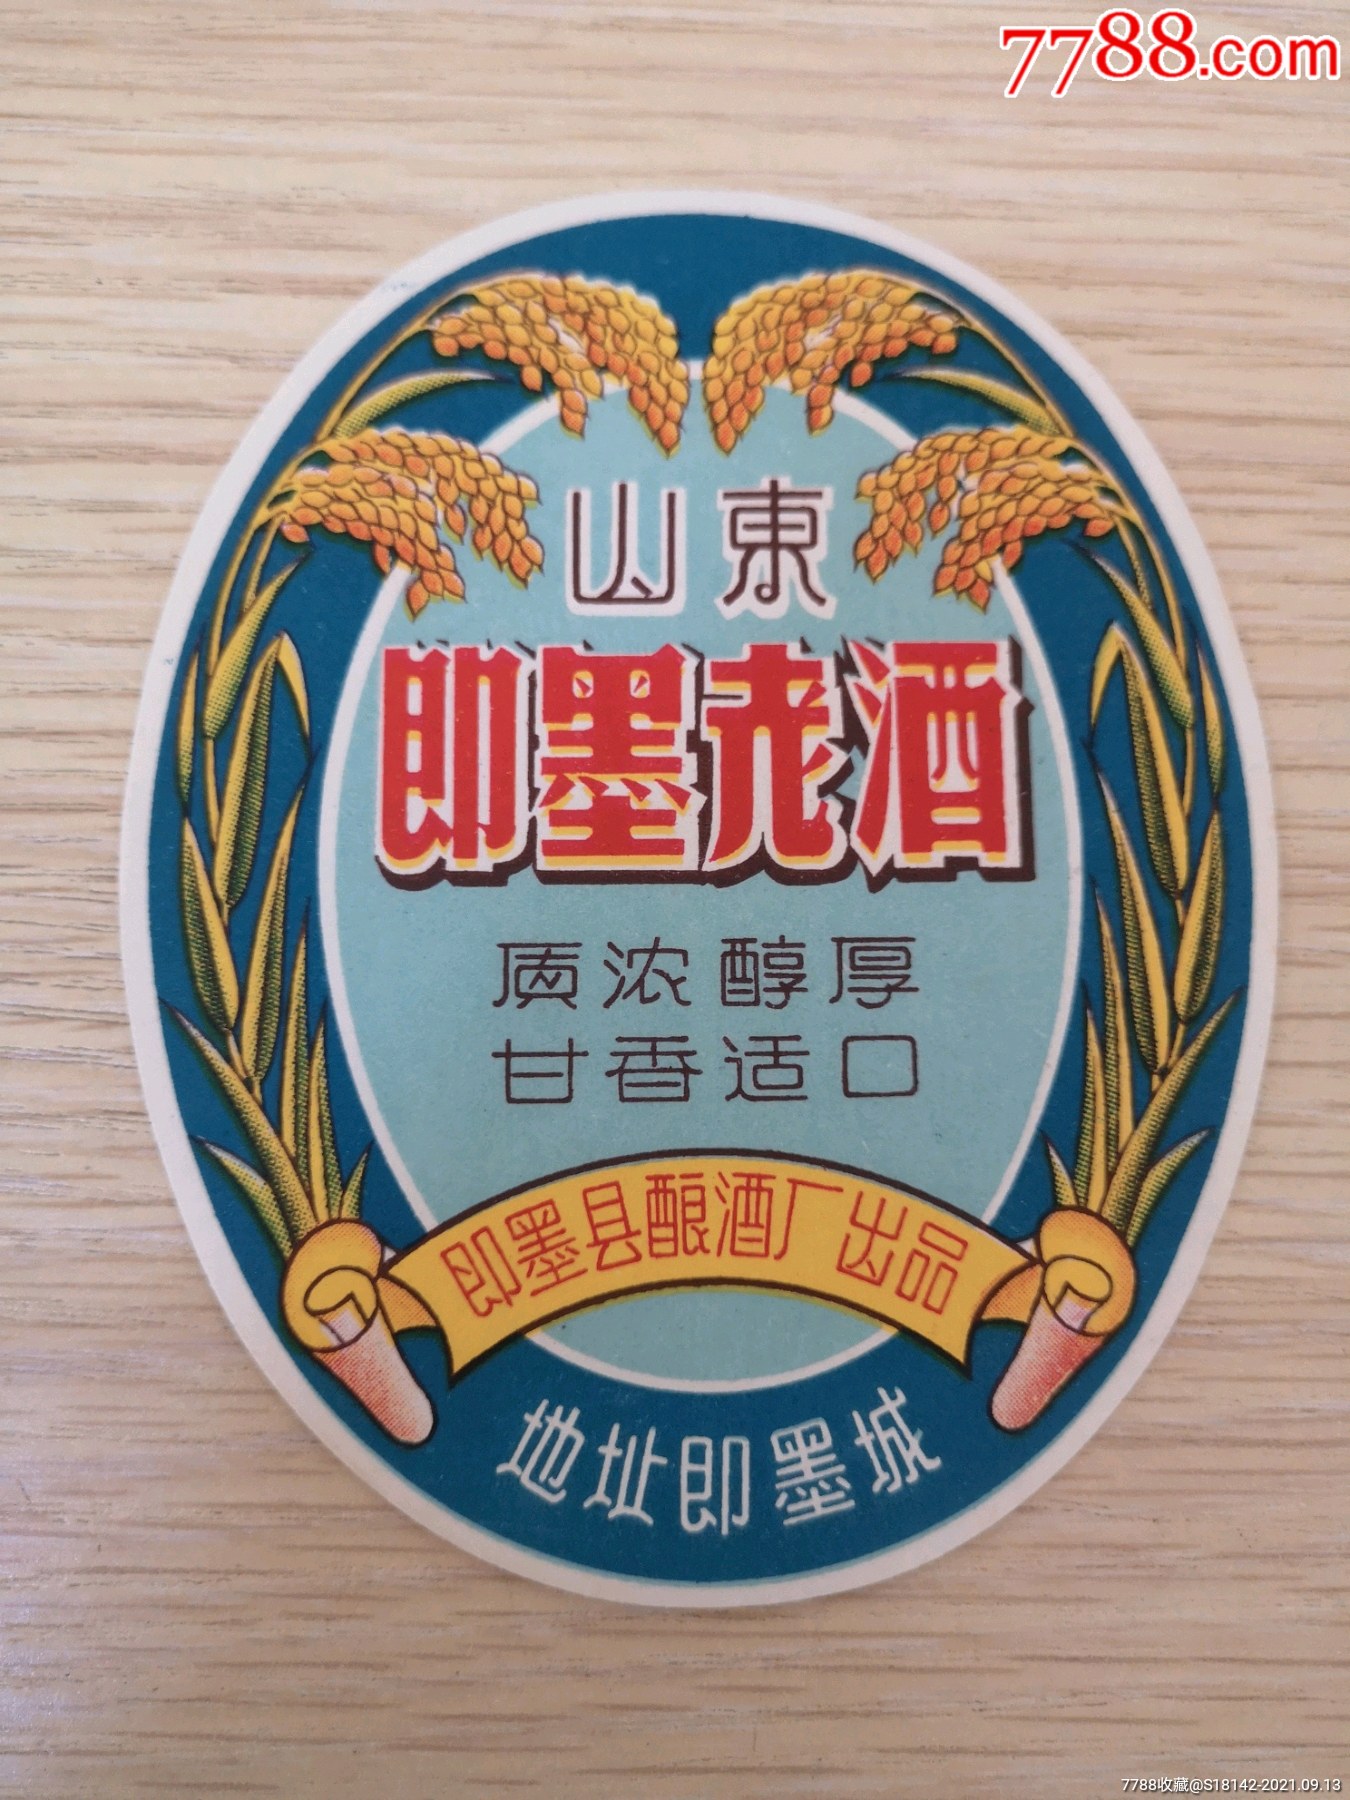 7788.com
山東
即墨老酒
质浓醇厚
甘香适口
即墨县酿酒厂出品
地址即墨城
7788收藏@S18142-2021.09.13